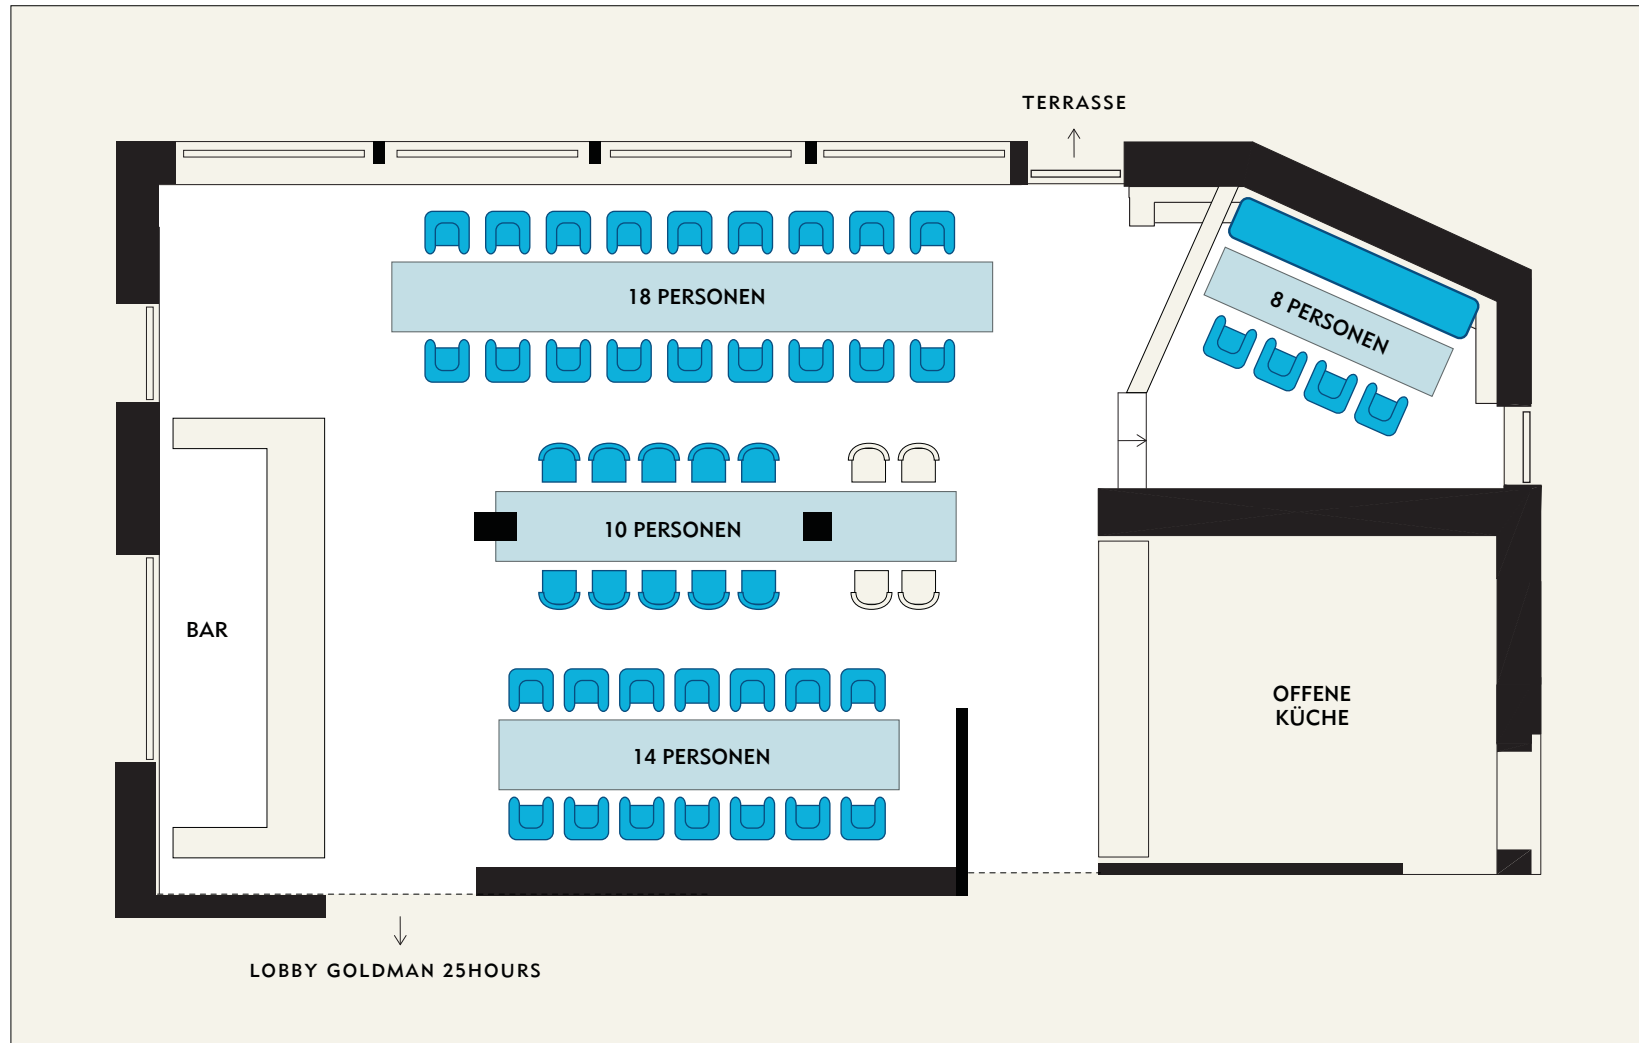 TERRASSE
18 PERSONEN
8 PERSONEN
10 PERSONEN
BAR
OFFENE
KÜCHE
14 PERSONEN
LOBBY GOLDMAN 25HOURS